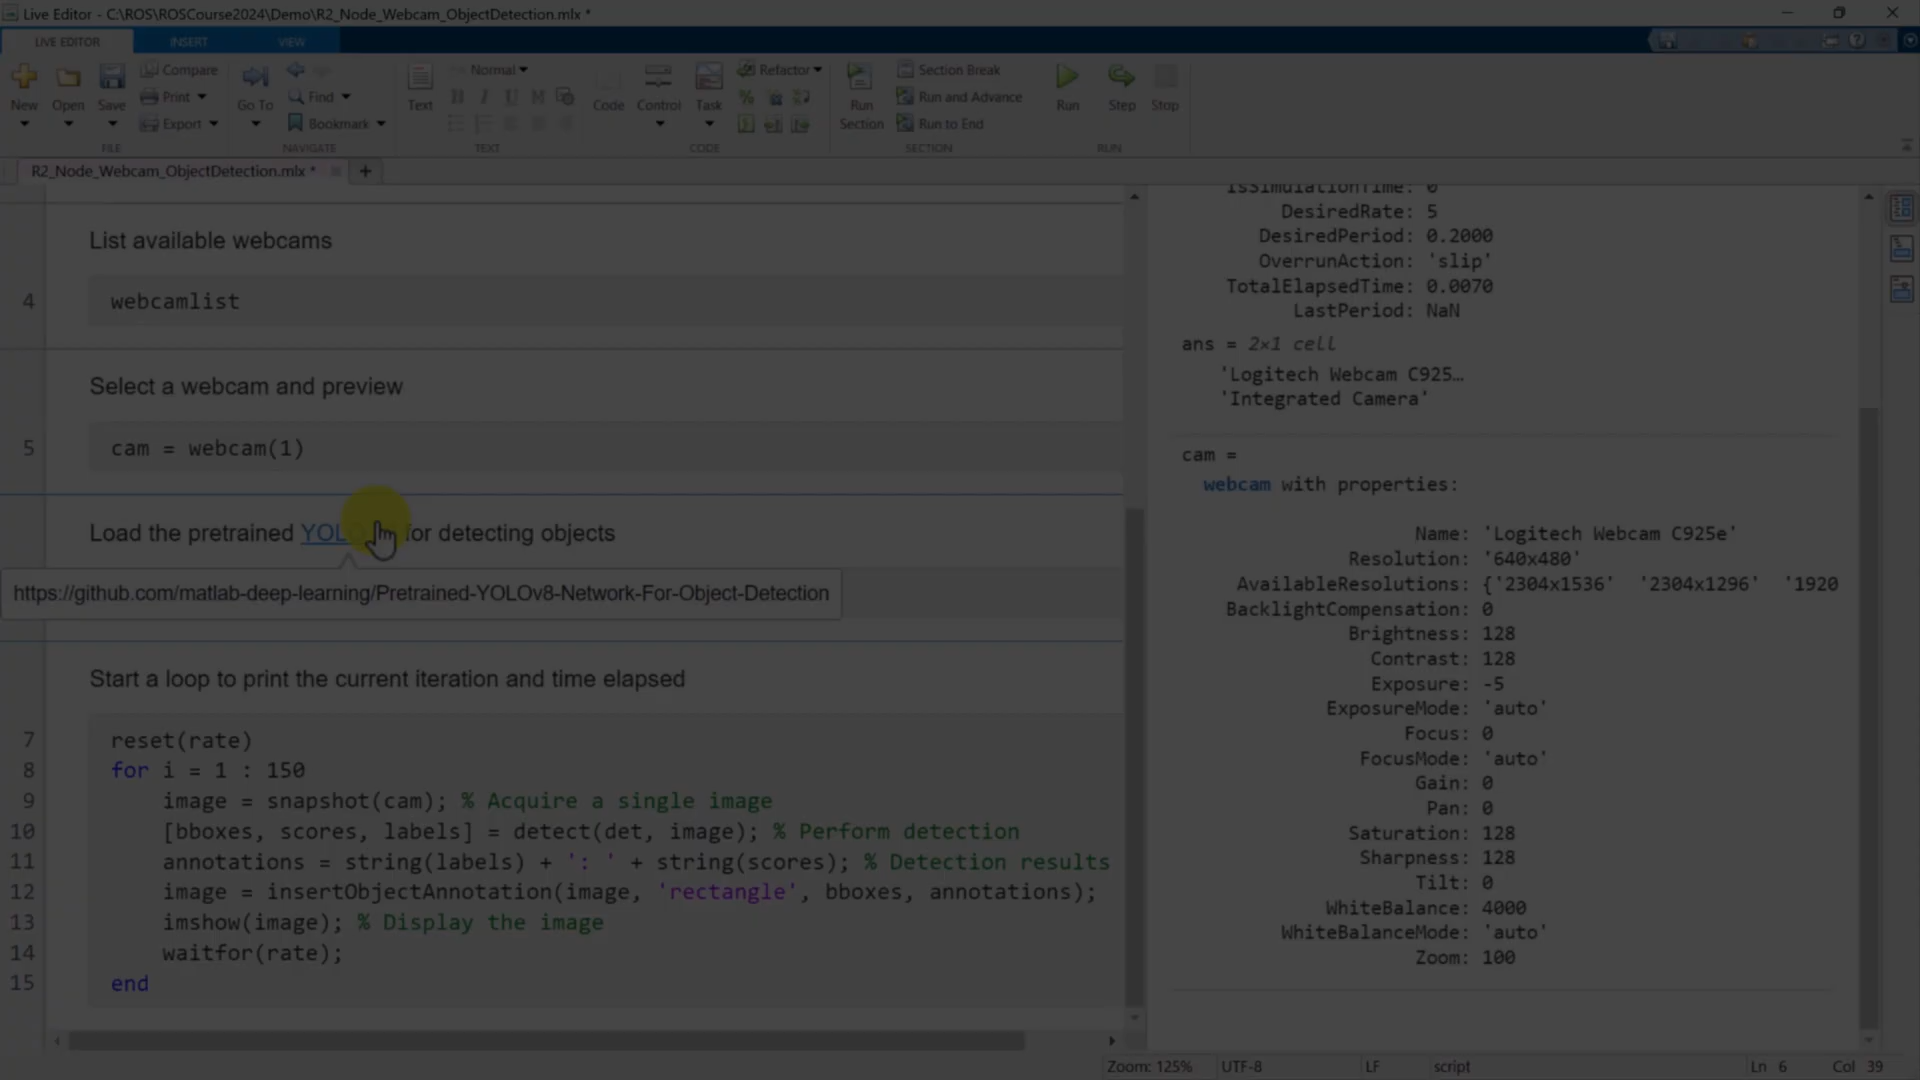 Live Editor - C:\ROS\ROSCourse2024\Demo\R2_Node_Webcam_ObjectDetection.mlx *
LIVE EDITOR INSERT VIEW
New Open Save Compare Print Export
FILE
Go To Find Bookmark
NAVIGATE
Text Normal B I U M
TEXT
Code Control Task Refactor
CODE
Run Section Section Break Run and Advance Run to End
SECTION
Run Step Stop
RUN
R2_Node_Webcam_ObjectDetection.mlx *
List available webcams
4 webcamlist
Select a webcam and preview
5 cam = webcam(1)
Load the pretrained for detecting objects
https://github.com/matlab-deep-learning/Pretrained-YOLOv8-Network-For-Object-Detection
Start a loop to print the current iteration and time elapsed
7 reset(rate)
8 for i = 1 : 150
9 image = snapshot(cam); % Acquire a single image
10 [bboxes, scores, labels] = detect(det, image); % Perform detection
11 annotations = string(labels) + ': ' + string(scores); % Detection results
12 image = insertObjectAnnotation(image, 'rectangle', bboxes, annotations);
13 imshow(image); % Display the image
14 waitfor(rate);
15 end
IsSimulationTime: 0
DesiredRate: 5
DesiredPeriod: 0.2000
OverrunAction: 'slip'
TotalElapsedTime: 0.0070
LastPeriod: NaN
ans = 2×1 cell
'Logitech Webcam C925…
'Integrated Camera'
cam =
webcam with properties:
Name: 'Logitech Webcam C925e'
Resolution: '640x480'
AvailableResolutions: {'2304x1536' '2304x1296' '1920
BacklightCompensation: 0
Brightness: 128
Contrast: 128
Exposure: -5
ExposureMode: 'auto'
Focus: 0
FocusMode: 'auto'
Gain: 0
Pan: 0
Saturation: 128
Sharpness: 128
Tilt: 0
WhiteBalance: 4000
WhiteBalanceMode: 'auto'
Zoom: 100
Zoom: 125% UTF-8 LF script Ln 6 Col 39